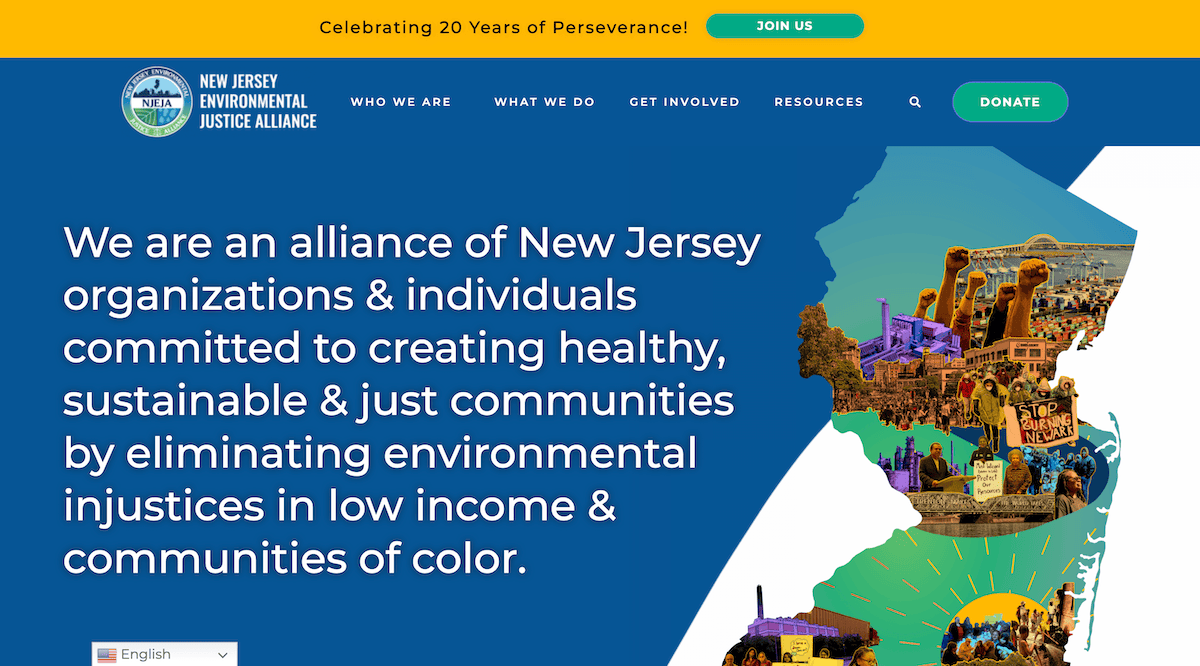 Celebrating 20 Years of Perseverance!
JOIN US
NEW JERSEY ENVIRONMENTAL
NJEJA
JUSTICE ALLIANCE
NEW JERSEY
ENVIRONMENTAL
JUSTICE ALLIANCE
WHO WE ARE
WHAT WE DO
GET INVOLVED
RESOURCES
DONATE
We are an alliance of New Jersey
organizations & individuals
committed to creating healthy,
sustainable & just communities
by eliminating environmental
injustices in low income &
communities of color.
STOP
BURNING
NEWARK
Protect
Our
Resources
English